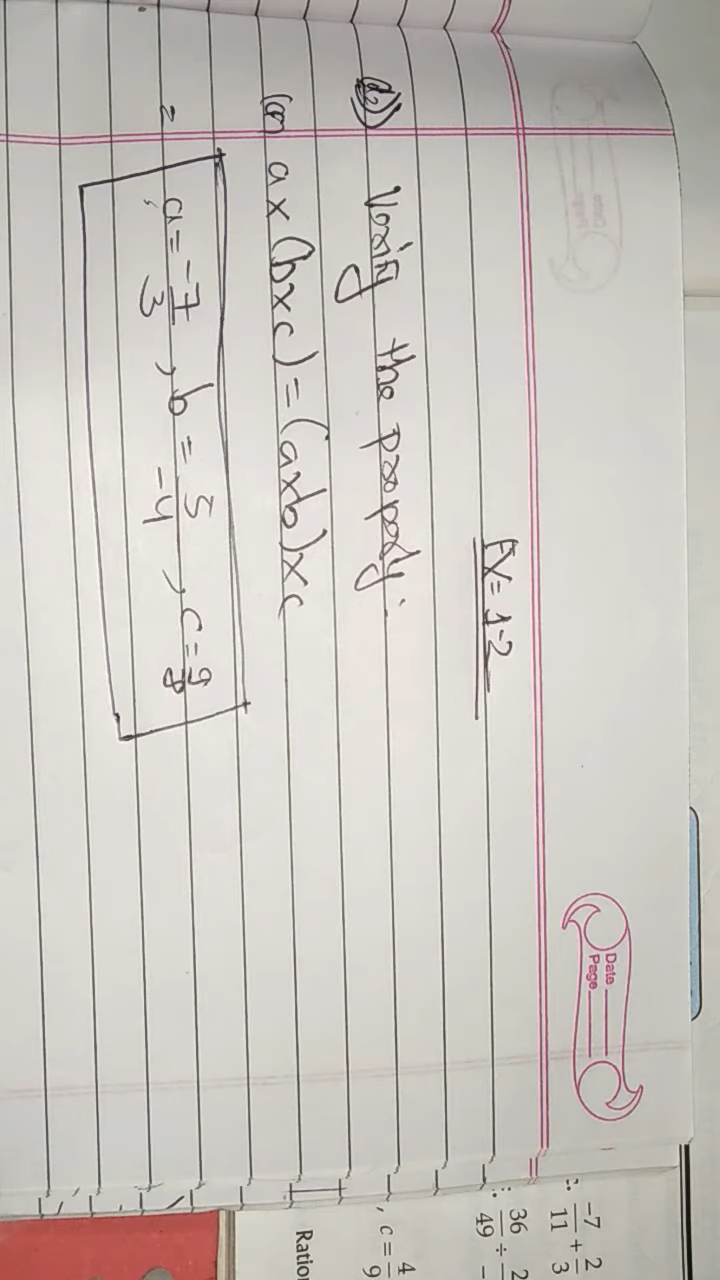 Date
Page
EX = 1-2
Q2) Verify the property:
(a) a × (b × c) = (a × b) × c
a = -7/3 , b = 5/-4 , c = 9/8
-7/11 + 2/3
36/49 ÷
, c = 4/9